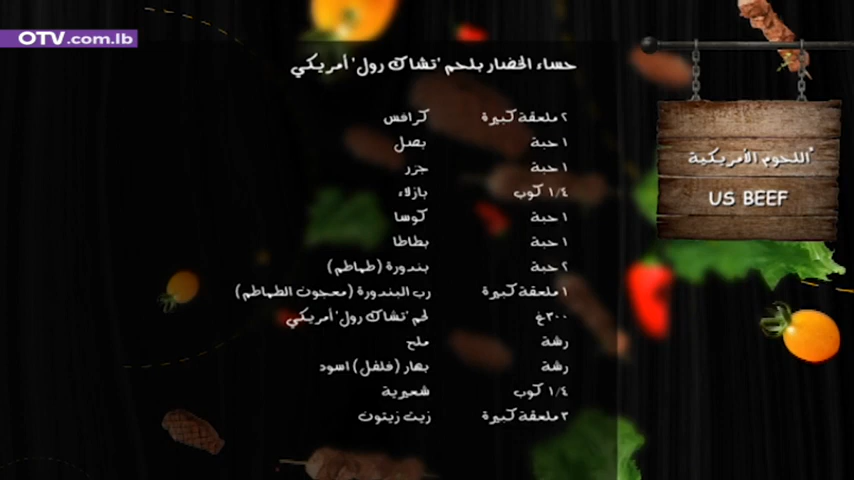 OTV.com.lb
حساء الخضار بلحم "تشاك رول" أمريكي
٢ ملعقة كبيرة كرافس
١ حبة بصل
١ حبة جزر
١/٤ كوب بازلاء
١ حبة كوسا
١ حبة بطاطا
٢ حبة بندورة (طماطم)
١ ملعقة كبيرة رب البندورة (معجون الطماطم)
٣٠٠غ لحم "تشاك رول" أمريكي
رشة ملح
رشة بهار (فلفل) اسود
١/٤ كوب شعيرية
٣ ملعقة كبيرة زيت زيتون
اللحوم الأمريكية
US BEEF